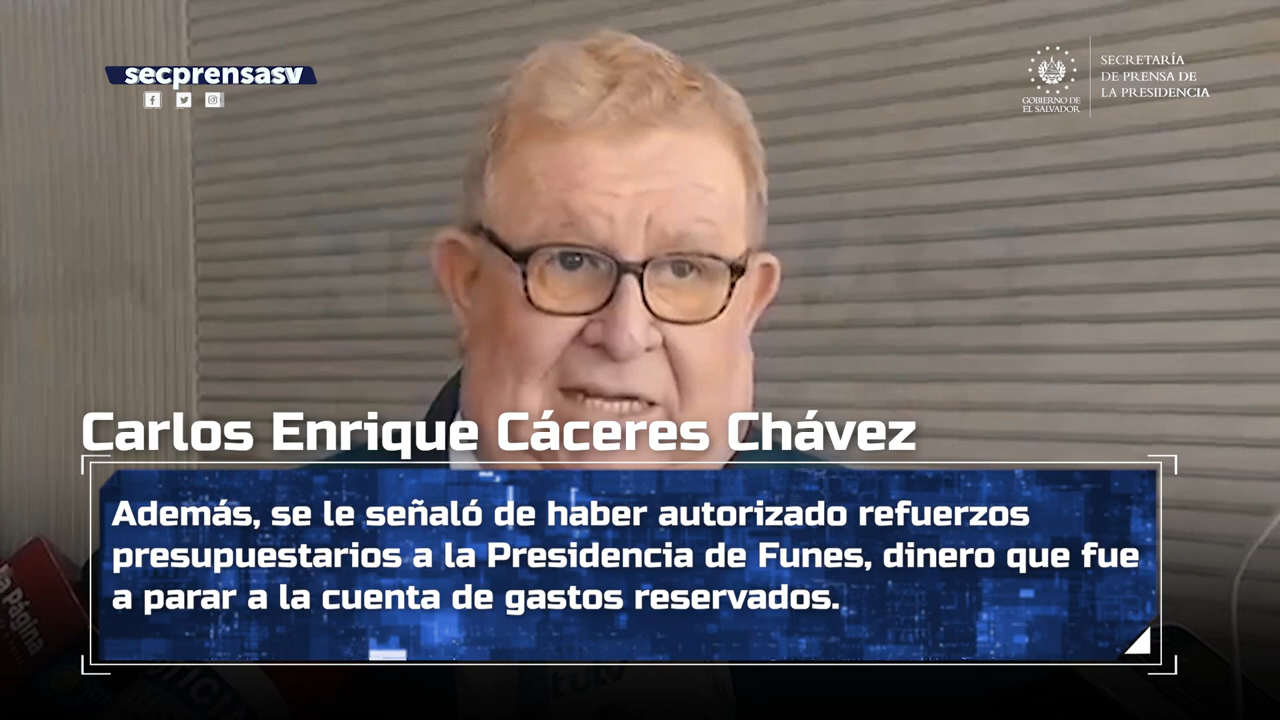 secprensasv
SECRETARÍA
DE PRENSA DE
LA PRESIDENCIA
GOBIERNO DE
EL SALVADOR
Carlos Enrique Cáceres Chávez
Además, se le señaló de haber autorizado refuerzos
presupuestarios a la Presidencia de Funes, dinero que fue
a parar a la cuenta de gastos reservados.
Página